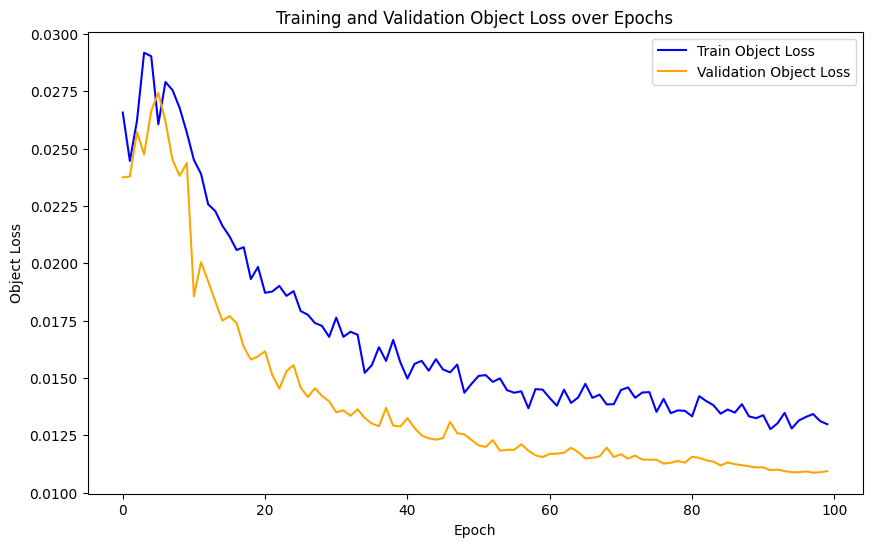 Training and Validation Object Loss over Epochs
Train Object Loss
Validation Object Loss
Object Loss
0.0300
0.0275
0.0250
0.0225
0.0200
0.0175
0.0150
0.0125
0.0100
0 20 40 60 80 100
Epoch